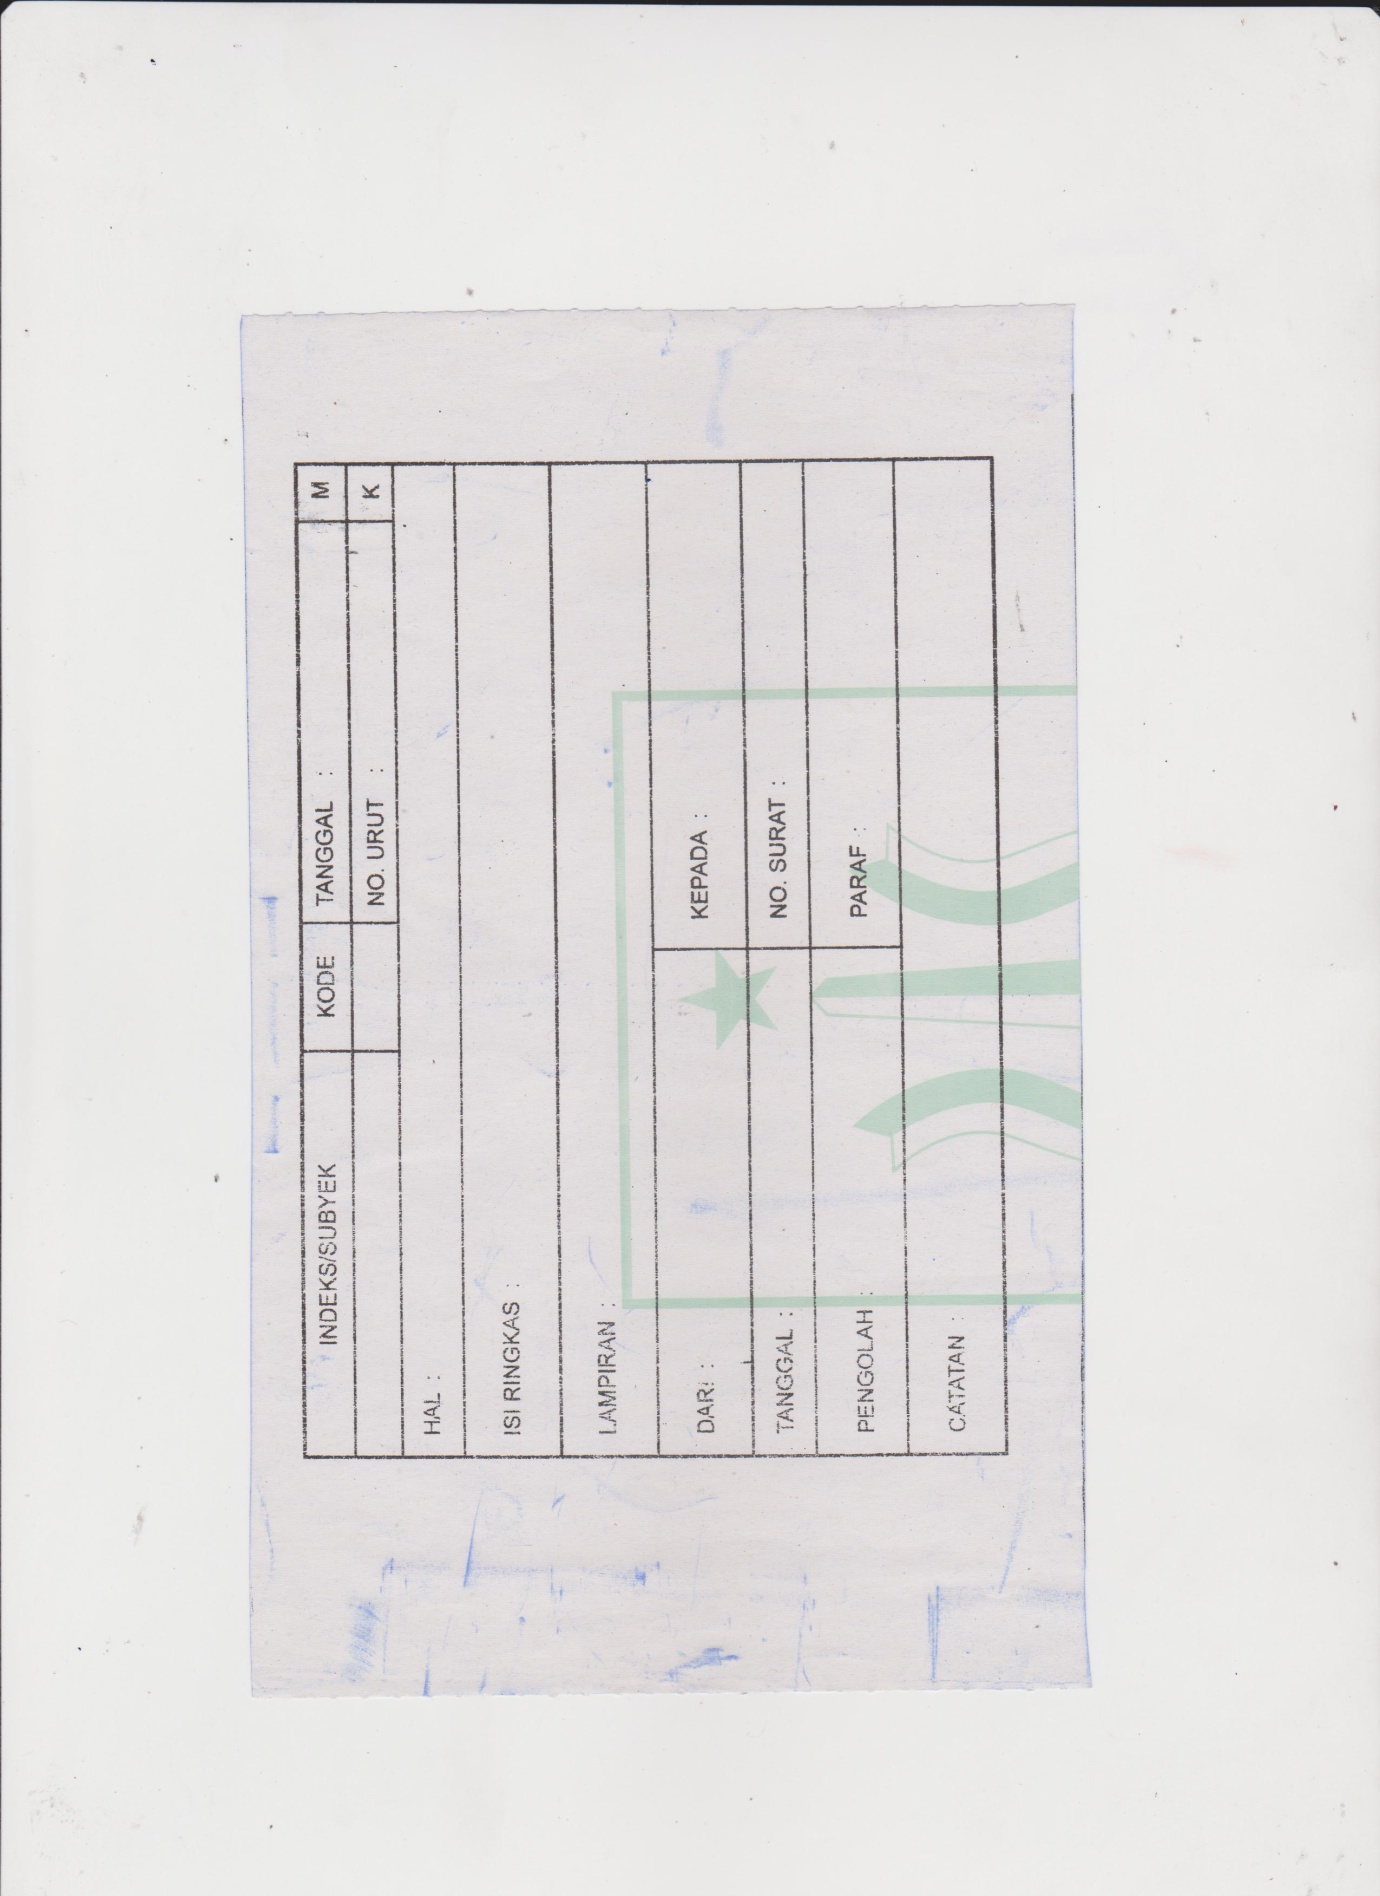 INDEKS/SUBYEK KODE TANGGAL : M
NO. URUT : K
HAL :
ISI RINGKAS :
LAMPIRAN :
DARI : KEPADA :
TANGGAL : NO. SURAT :
PENGOLAH : PARAF :
CATATAN :